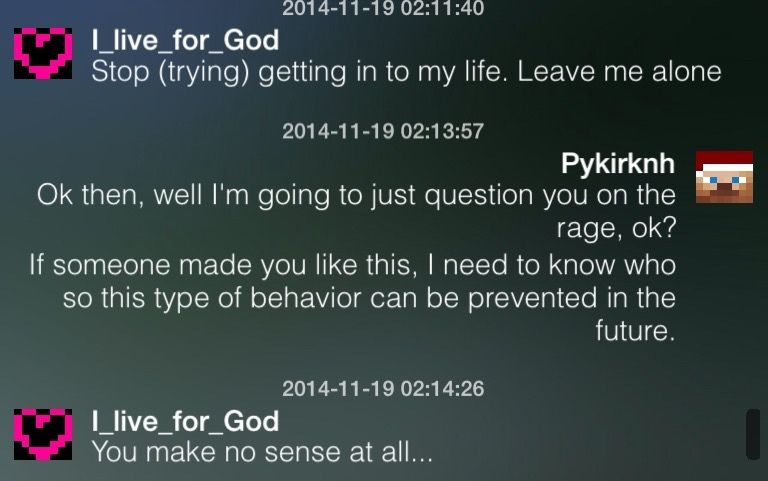 2014-11-19 02:11:40
I_live_for_God
Stop (trying) getting in to my life. Leave me alone
2014-11-19 02:13:57
Pykirknh
Ok then, well I'm going to just question you on the
rage, ok?
If someone made you like this, I need to know who
so this type of behavior can be prevented in the
future.
2014-11-19 02:14:26
I_live_for_God
You make no sense at all...